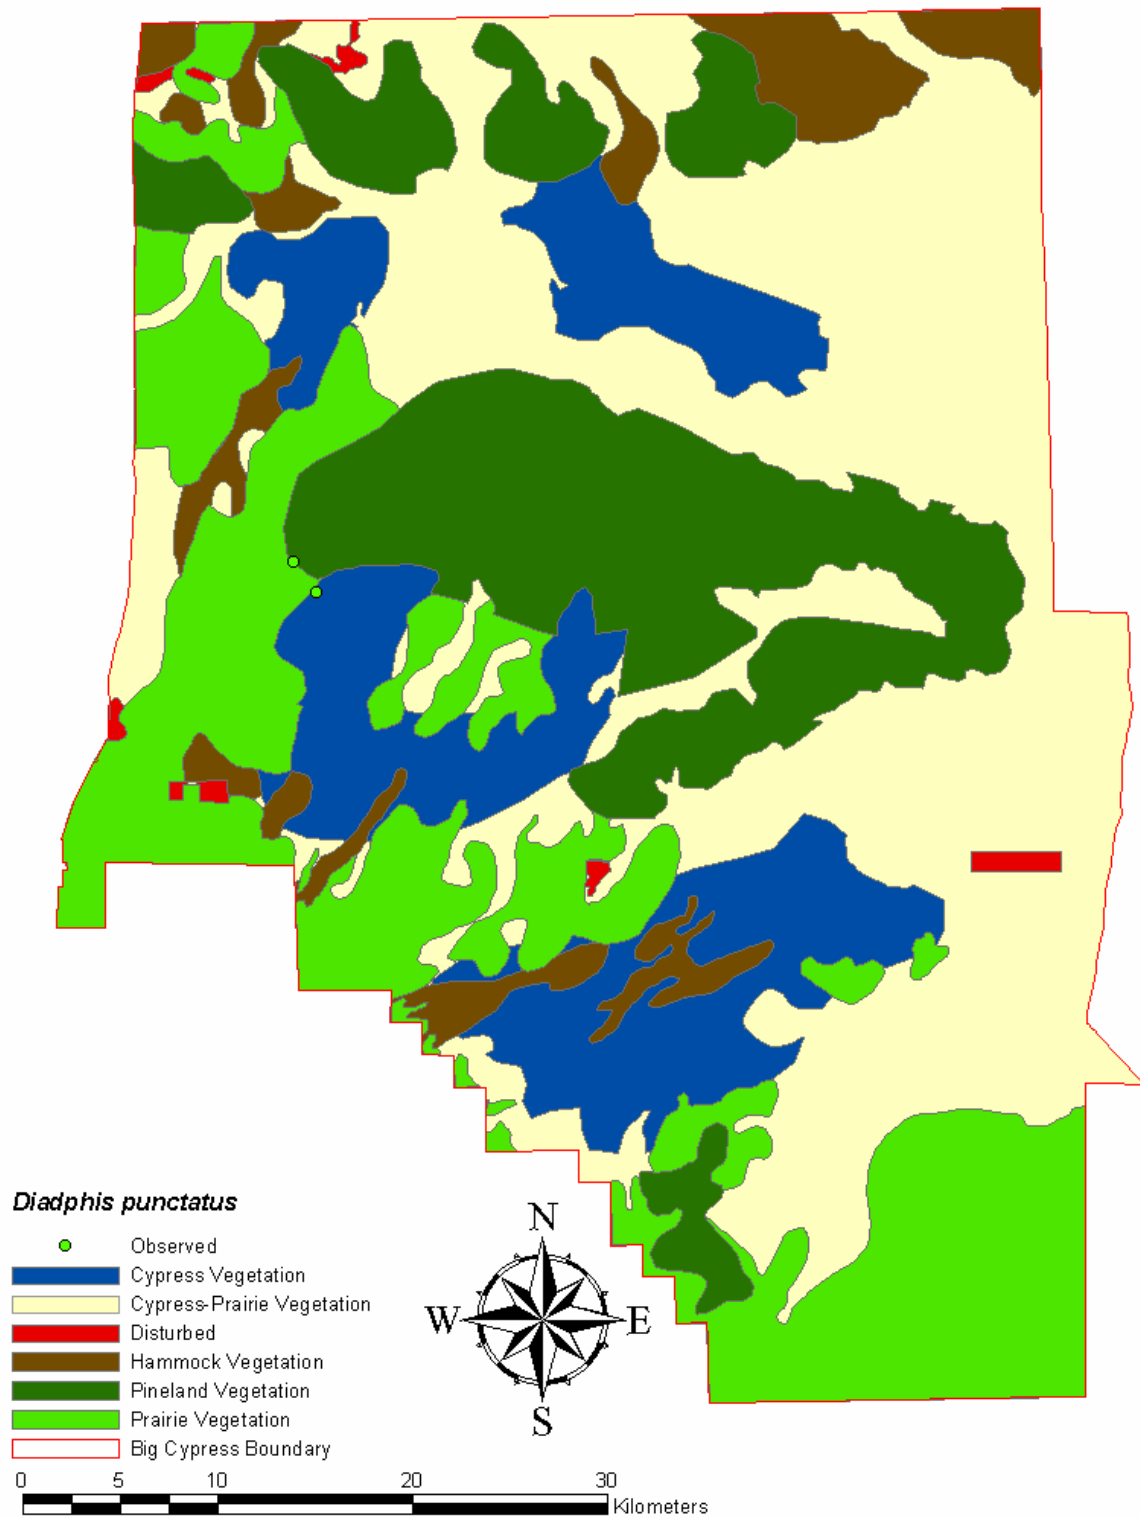 Diadphis punctatus
Observed
Cypress Vegetation
Cypress-Prairie Vegetation
Disturbed
Hammock Vegetation
Pineland Vegetation
Prairie Vegetation
Big Cypress Boundary
N
W E
S
0 5 10 20 30
Kilometers